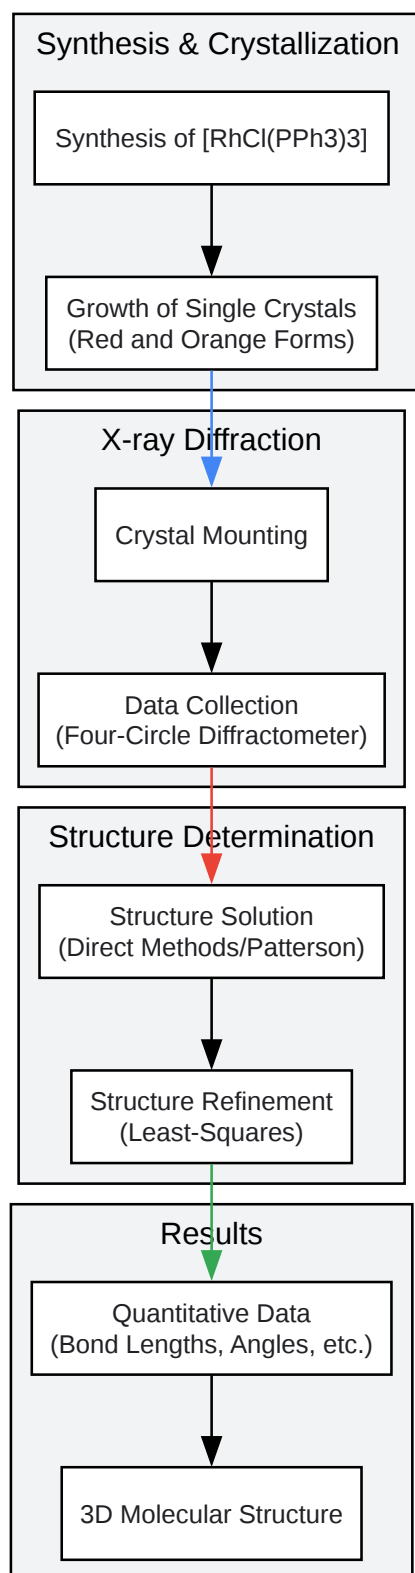 Synthesis & Crystallization
Synthesis of [RhCl(PPh3)3]
Growth of Single Crystals
(Red and Orange Forms)
X-ray Diffraction
Crystal Mounting
Data Collection
(Four-Circle Diffractometer)
Structure Determination
Structure Solution
(Direct Methods/Patterson)
Structure Refinement
(Least-Squares)
Results
Quantitative Data
(Bond Lengths, Angles, etc.)
3D Molecular Structure